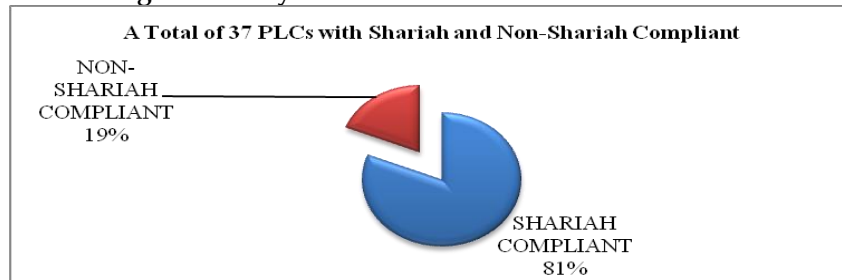 A Total of 37 PLCs with Shariah and Non-Shariah Compliant
NON-
SHARIAH
COMPLIANT
19%
SHARIAH
COMPLIANT
81%